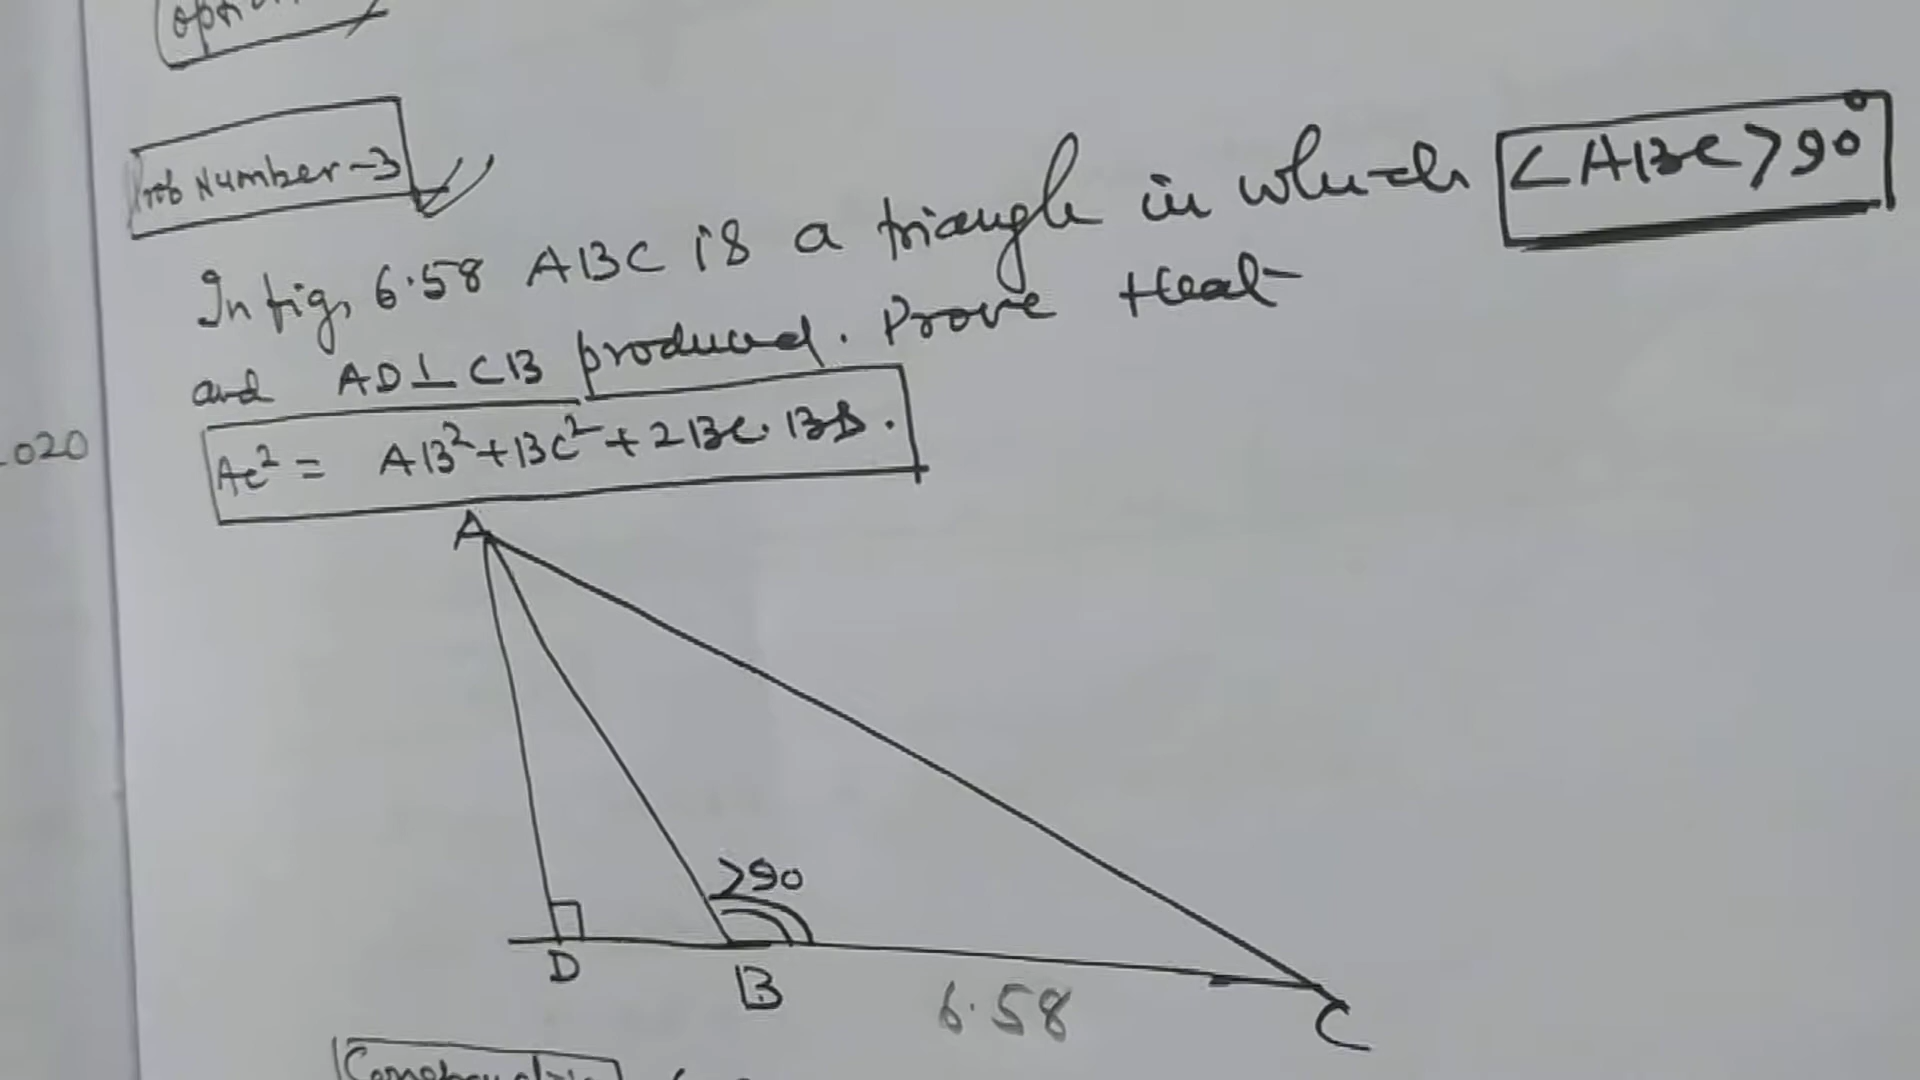 Prob Number-3
In fig, 6.58 ABC is a triangle in which <ABC>90°
and AD⊥CB produced. Prove that
AC² = AB²+BC²+2BC.BD.
020
A
>90
D
B
6.58
C